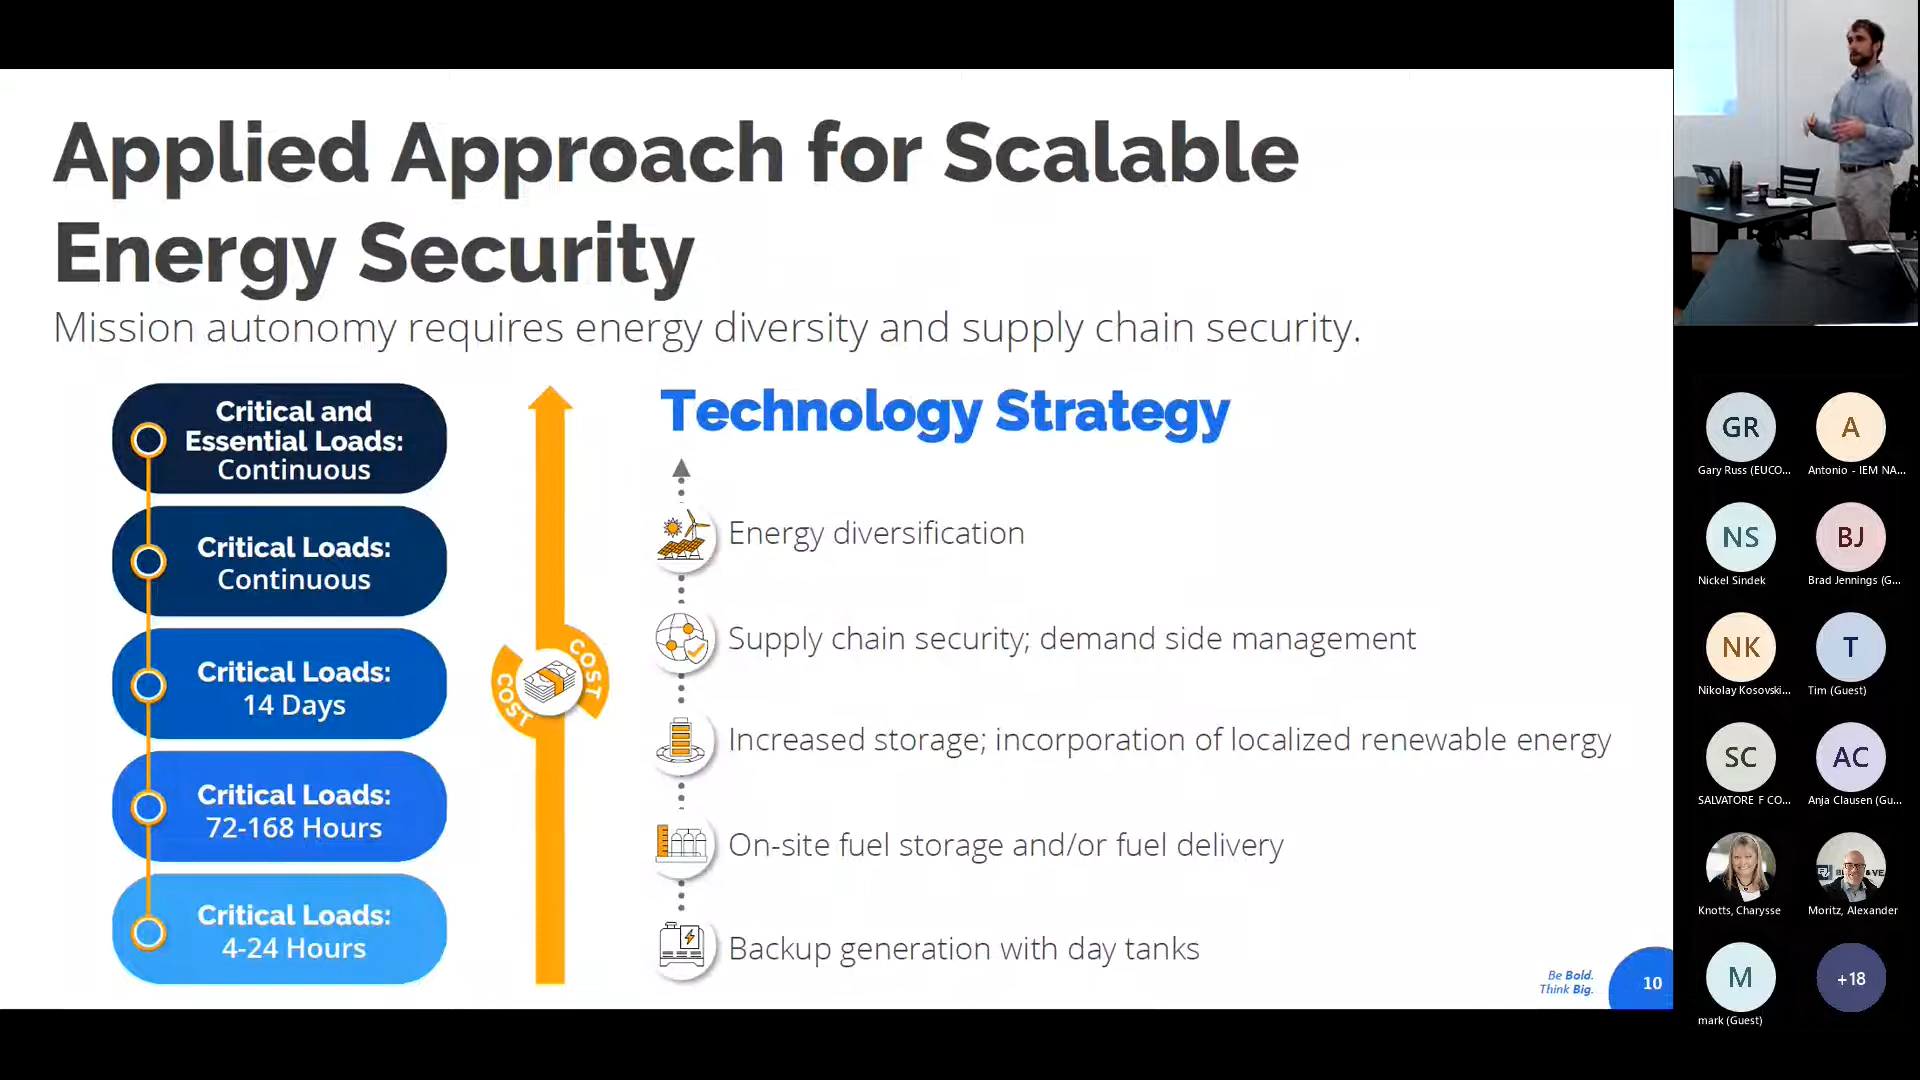 Applied Approach for Scalable
Energy Security
Mission autonomy requires energy diversity and supply chain security.
Critical and
Essential Loads:
Continuous
Critical Loads:
Continuous
Critical Loads:
14 Days
Critical Loads:
72-168 Hours
Critical Loads:
4-24 Hours
COST
COST
Technology Strategy
Energy diversification
Supply chain security; demand side management
Increased storage; incorporation of localized renewable energy
On-site fuel storage and/or fuel delivery
Backup generation with day tanks
Be Bold.
Think Big.
10
GR
Gary Russ (EUCO...
A
Antonio - IEM NA...
NS
Nickel Sindek
BJ
Brad Jennings (G...
NK
Nikolay Kosovski...
T
Tim (Guest)
SC
SALVATORE F CO...
AC
Anja Clausen (Gu...
Knotts, Charysse
Moritz, Alexander
M
mark (Guest)
+18